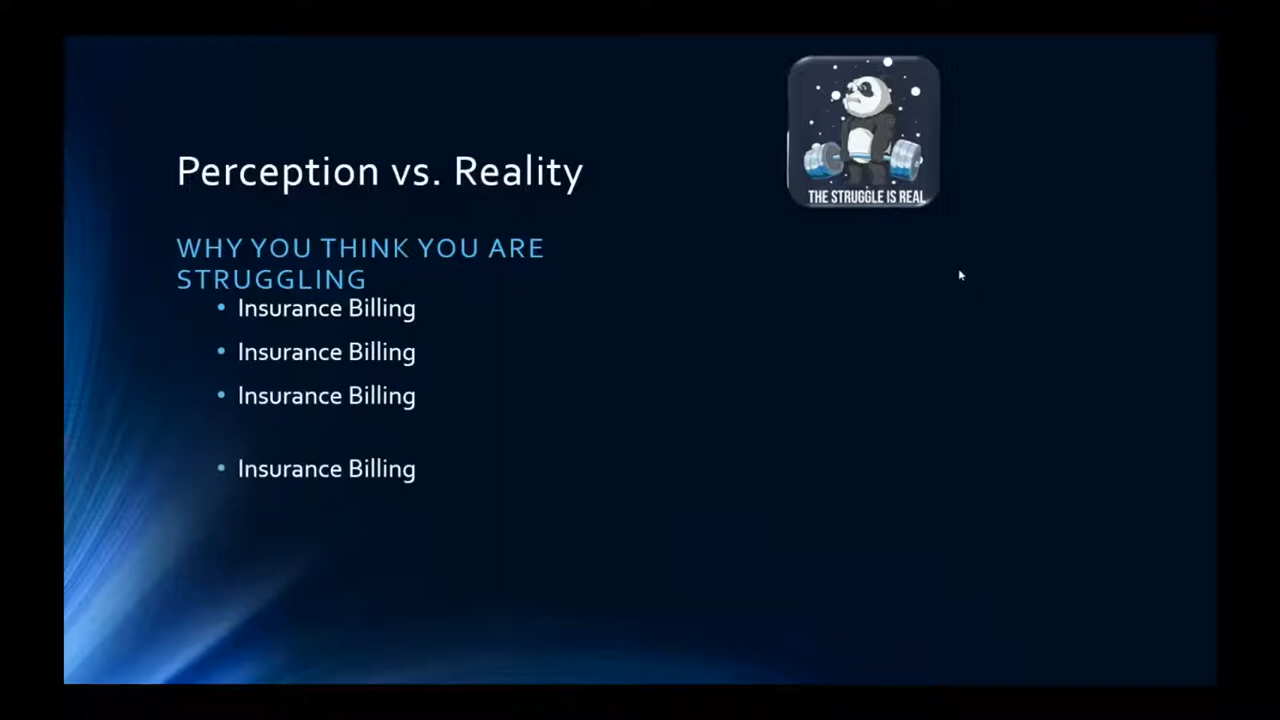 Perception vs. Reality
THE STRUGGLE IS REAL
WHY YOU THINK YOU ARE
STRUGGLING
• Insurance Billing
• Insurance Billing
• Insurance Billing
• Insurance Billing